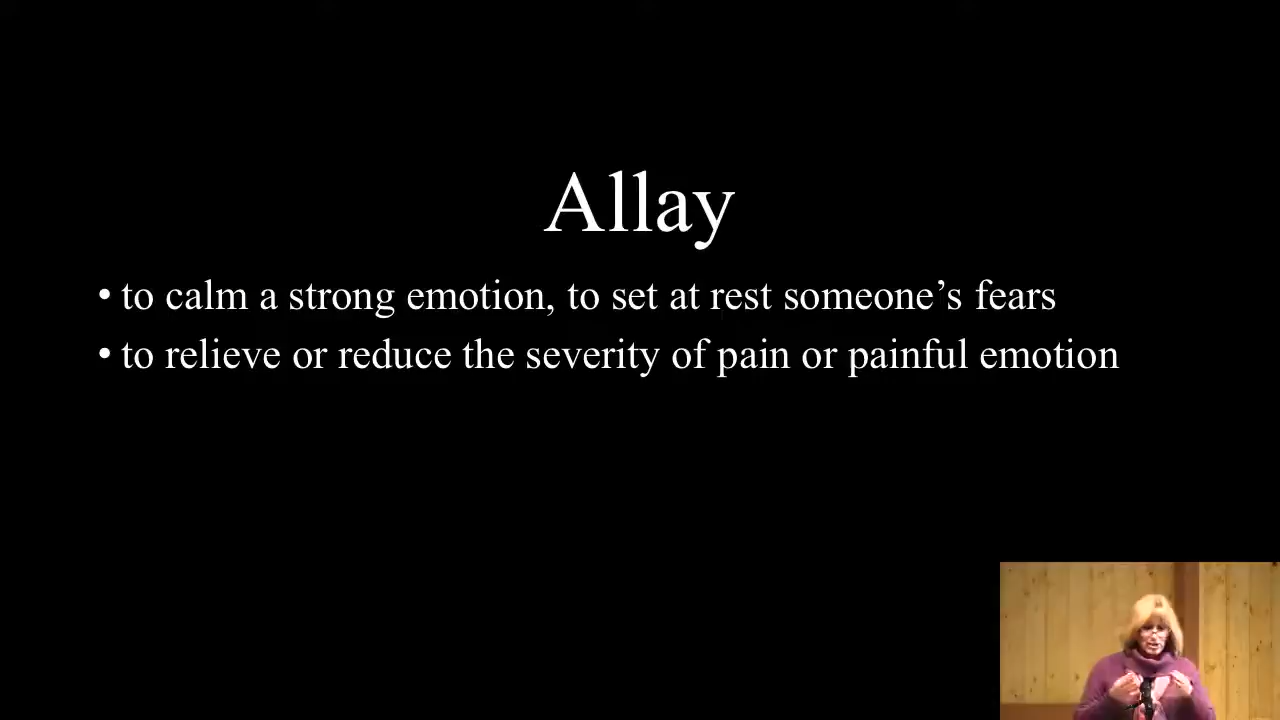 Allay
• to calm a strong emotion, to set at rest someone’s fears
• to relieve or reduce the severity of pain or painful emotion